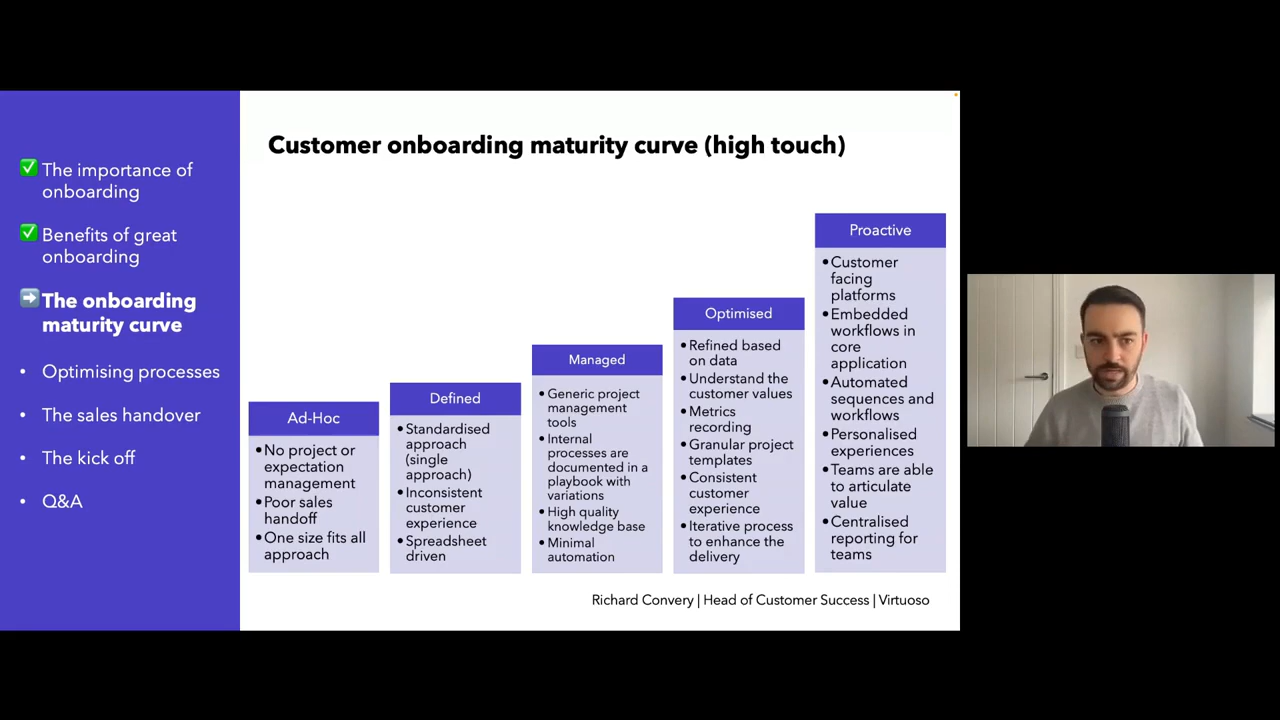 ✅ The importance of
onboarding
✅ Benefits of great
onboarding
➡️ The onboarding
maturity curve
• Optimising processes
• The sales handover
• The kick off
• Q&A
Customer onboarding maturity curve (high touch)
Ad-Hoc
• No project or
expectation
management
• Poor sales
handoff
• One size fits all
approach
Defined
• Standardised
approach
(single
approach)
• Inconsistent
customer
experience
• Spreadsheet
driven
Managed
• Generic project
management
tools
• Internal
processes are
documented in a
playbook with
variations
• High quality
knowledge base
• Minimal
automation
Optimised
• Refined based
on data
• Understand the
customer values
• Metrics
recording
• Granular project
templates
• Consistent
customer
experience
• Iterative process
to enhance the
delivery
Proactive
• Customer
facing
platforms
• Embedded
workflows in
core
application
• Automated
sequences and
workflows
• Personalised
experiences
• Teams are able
to articulate
value
• Centralised
reporting for
teams
Richard Convery | Head of Customer Success | Virtuoso